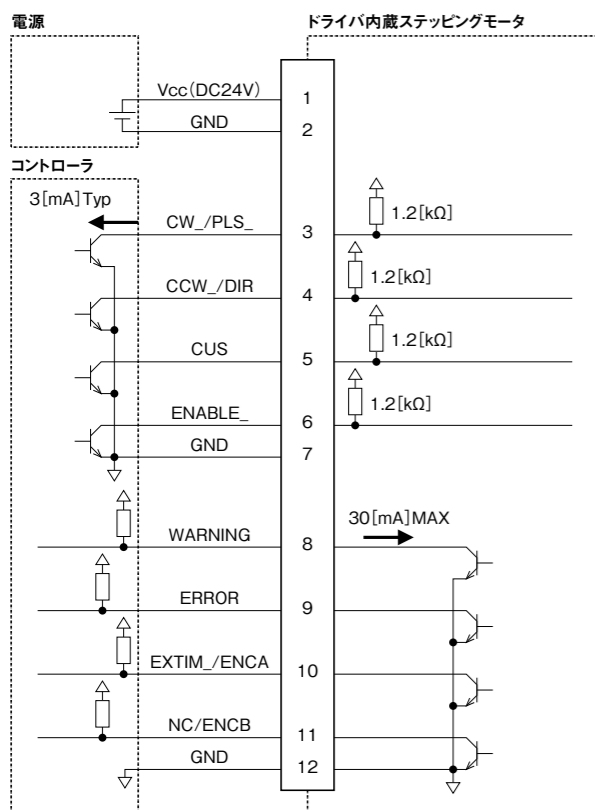 電源
ドライバ内蔵ステッピングモータ
Vcc(DC24V)
1
GND
2
コントローラ
3[mA]Typ
CW_/PLS_
3
1.2[kΩ]
CCW_/DIR
4
1.2[kΩ]
CUS
5
1.2[kΩ]
ENABLE_
6
1.2[kΩ]
GND
7
30[mA]MAX
WARNING
8
ERROR
9
EXTIM_/ENCA
10
NC/ENCB
11
GND
12